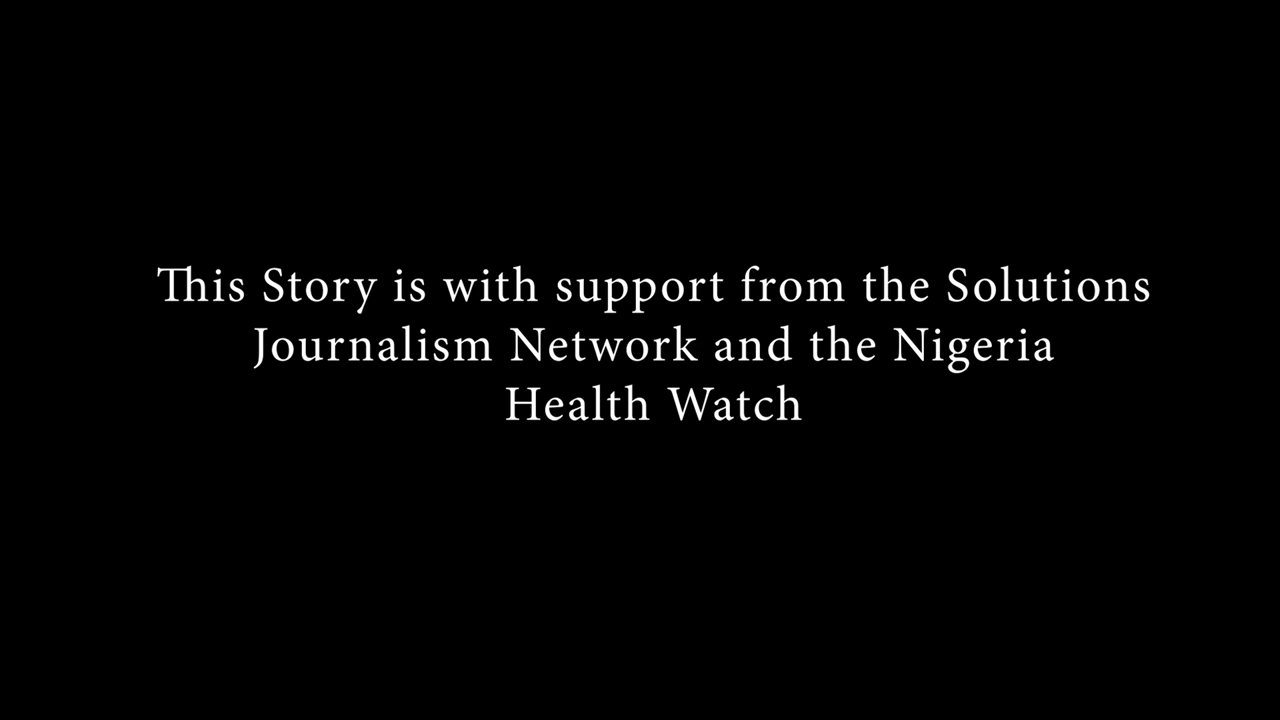 This Story is with support from the Solutions
Journalism Network and the Nigeria
Health Watch